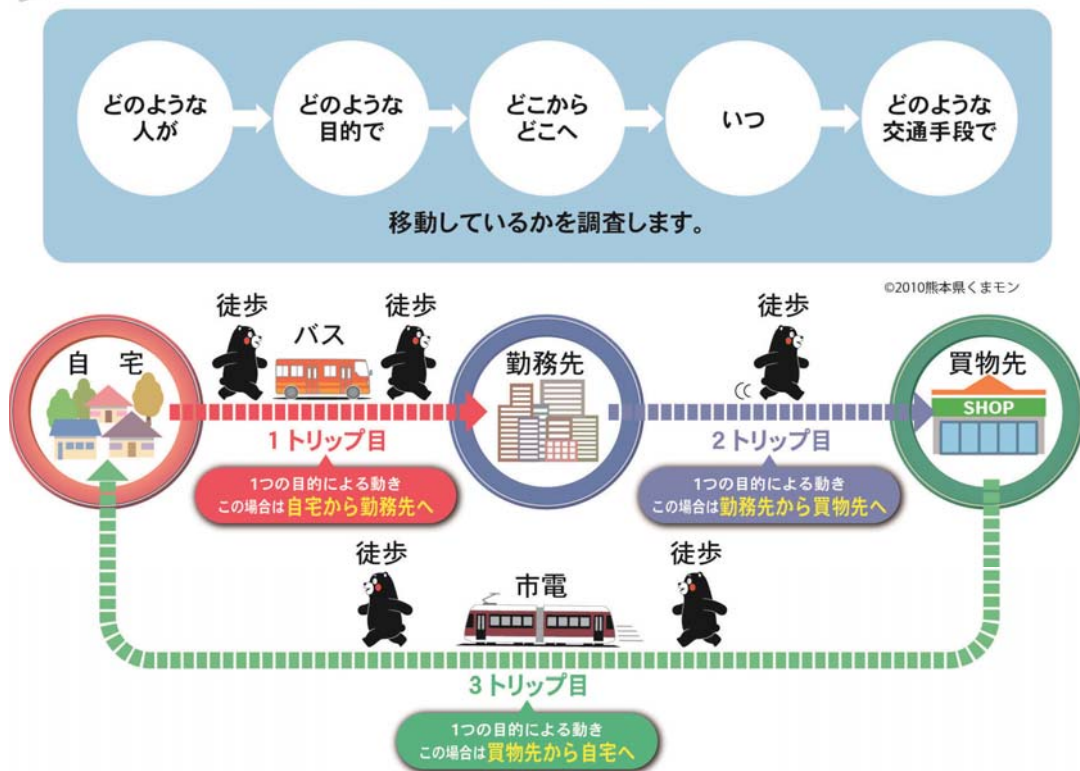 どのような
人が
どのような
目的で
どこから
どこへ
いつ
どのような
交通手段で
移動しているかを調査します。
©2010熊本県くまモン
徒歩
バス
徒歩
徒歩
自 宅
勤務先
買物先
SHOP
1トリップ目
2トリップ目
1つの目的による動き
この場合は自宅から勤務先へ
1つの目的による動き
この場合は勤務先から買物先へ
徒歩
市電
徒歩
3トリップ目
1つの目的による動き
この場合は買物先から自宅へ